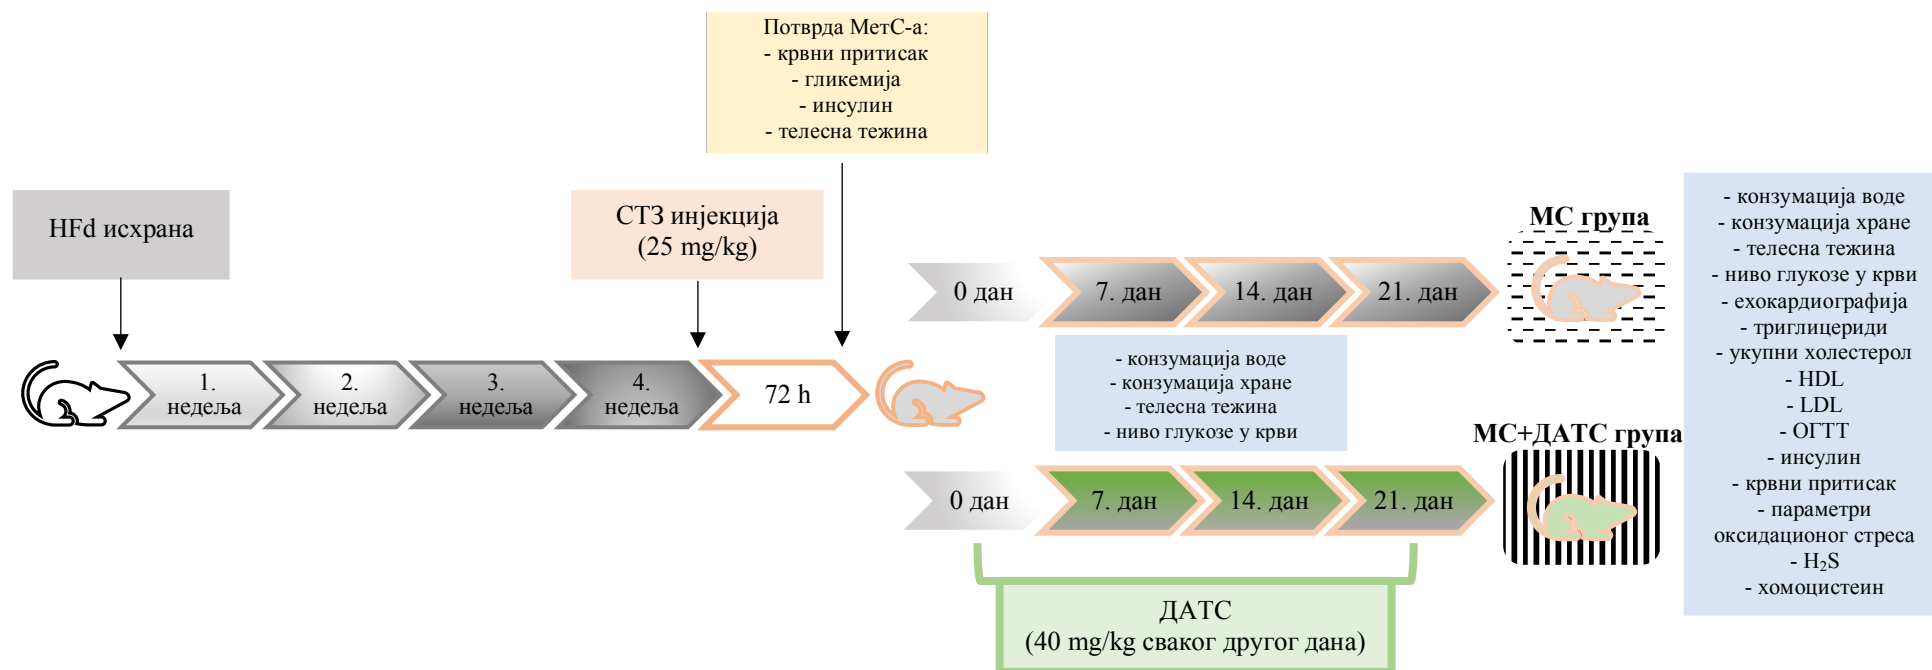 Потврда МетС-а:
- крвни притисак
- гликемија
- инсулин
- телесна тежина
HFd исхрана
СТЗ инјекција
(25 mg/kg)
1.
недеља
2.
недеља
3.
недеља
4.
недеља
72 h
0 дан
7. дан
14. дан
21. дан
МС група
- конзумација воде
- конзумација хране
- телесна тежина
- ниво глукозе у крви
0 дан
7. дан
14. дан
21. дан
МС+ДАТС група
ДАТС
(40 mg/kg сваког другог дана)
- конзумација воде
- конзумација хране
- телесна тежина
- ниво глукозе у крви
- ехокардиографија
- триглицериди
- укупни холестерол
- HDL
- LDL
- ОГТТ
- инсулин
- крвни притисак
- параметри
оксидационог стреса
- H₂S
- хомоцистеин